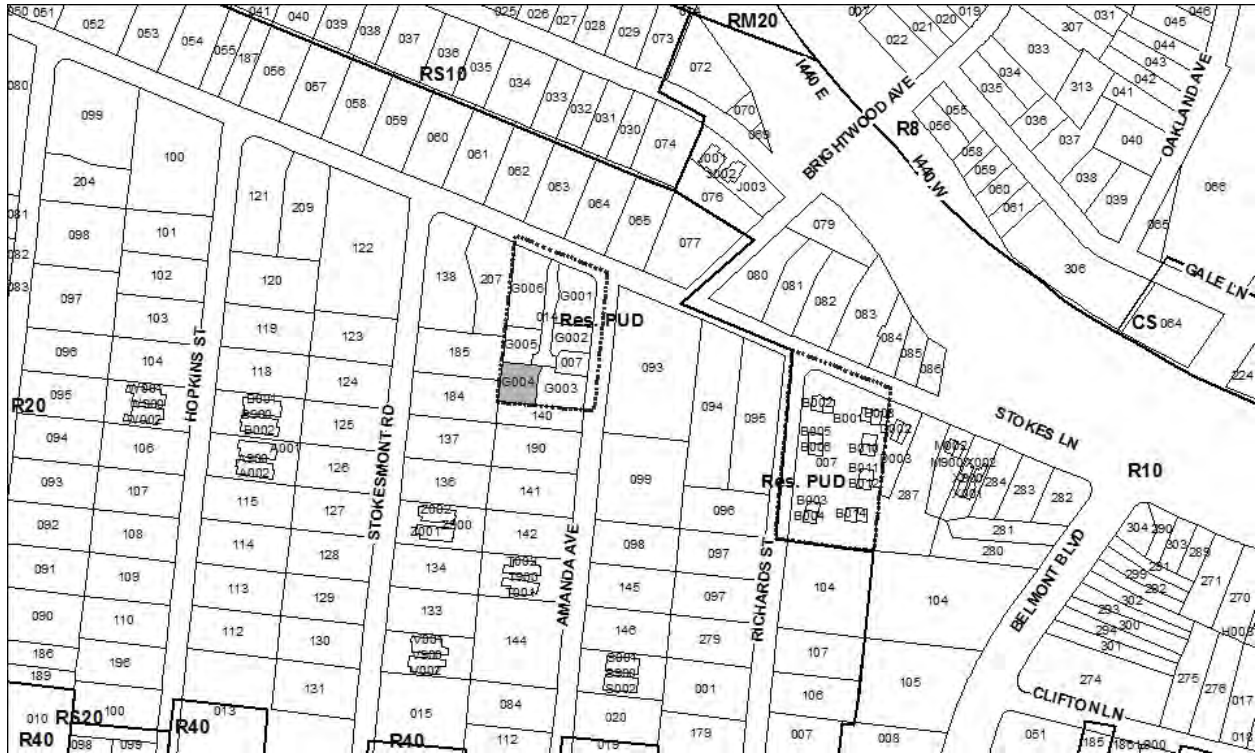 050 051 052 053 054 055 187 056 057 058 059 060 061 062 063 064 065 077
041 040 039 038 037 036 035 034 033 032 031 030 074
025 026 027 028 029 073 072 070 069
RS10
RM20
I440 E
I440 W
BRIGHTWOOD AVE
R8
022 021 020 019
307 031 045 046
033 044
034 043
035 042
313 041
036 037 040
038 039
055 056 058 059 060 061
OAKLAND AVE
066
065
306
GALE LN
CS
064
224
J001
J002
J003
076
079
080 081 082 083 084 085 086
080
099 100
204
081 098 101
082
083 097 102
103
096 104
R20
095
094 106
093 107
092 108
091 109
090 110
186 196
189
HOPKINS ST
121 209 122
120
119 123
118 124
B001
B900
B002
125
A001
A900
A002
126
115 127
114 128
113 129
112 130
131
STOKESMONT RD
138 207
185
184
137
136
Z002
Z900
Z001
134
133
V001
V900
V002
015
G006 G001
014
Res. PUD
G005 G002
007
G004 G003
140
190
141
142
T001
T900
144
084
112
AMANDA AVE
093
094 095
099
096
098 097
145 097
146 279
S001
S002
001
020 179
RICHARDS ST
B002
B001
B005
B006
B010
007
B011
B012
Res. PUD
B003
B004
B014
287
M002
M900
X002
X001
284 283 282
281
280
STOKES LN
R10
104 104
107
106 105
007 008
BELMONT BLVD
304 290
303 289
291
299 292
302
293 300
294
301
271 270
H003
274 275 276
CLIFTON LN
051 185
010 RS20 100
R40
098 099
R40
013
R40
019